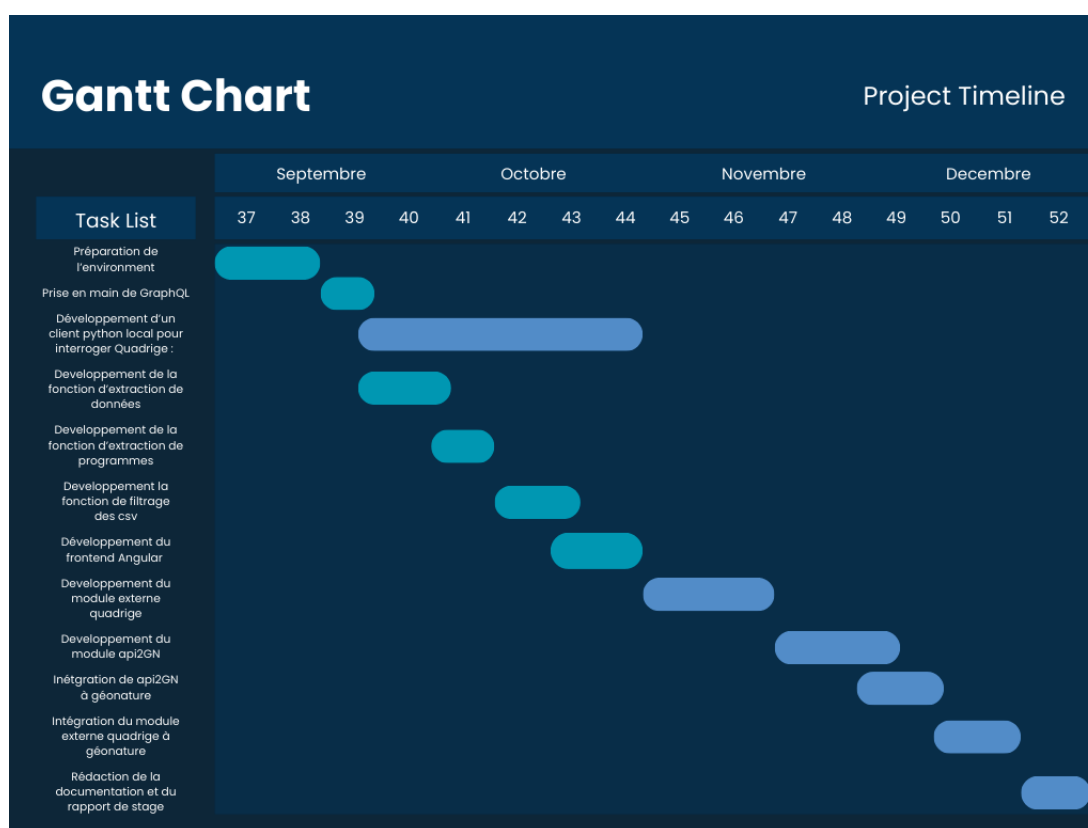 Gantt Chart
Project Timeline
Septembre Octobre Novembre Decembre
Task List 37 38 39 40 41 42 43 44 45 46 47 48 49 50 51 52
Préparation de
l'environment
Prise en main de GraphQL
Développement d'un
client python local pour
interroger Quadrige :
Developpement de la
fonction d'extraction de
données
Developpement de la
fonction d'extraction de
programmes
Developpement la
fonction de filtrage
des csv
Développement du
frontend Angular
Developpement du
module externe
quadrige
Developpement du
module api2GN
Inétgration de api2GN
à géonature
Intégration du module
externe quadrige à
géonature
Rédaction de la
documentation et du
rapport de stage